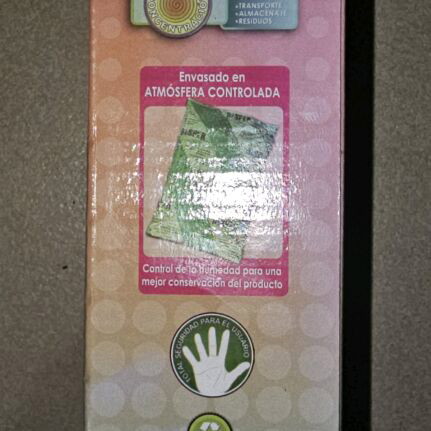 CONCENTRADO
•TRANSPORTE
•ALMACENAJE
•RESIDUOS
Envasado en
ATMÓSFERA CONTROLADA
Control de la humedad para una
mejor conservación del producto
TOTAL SEGURIDAD PARA EL USUARIO